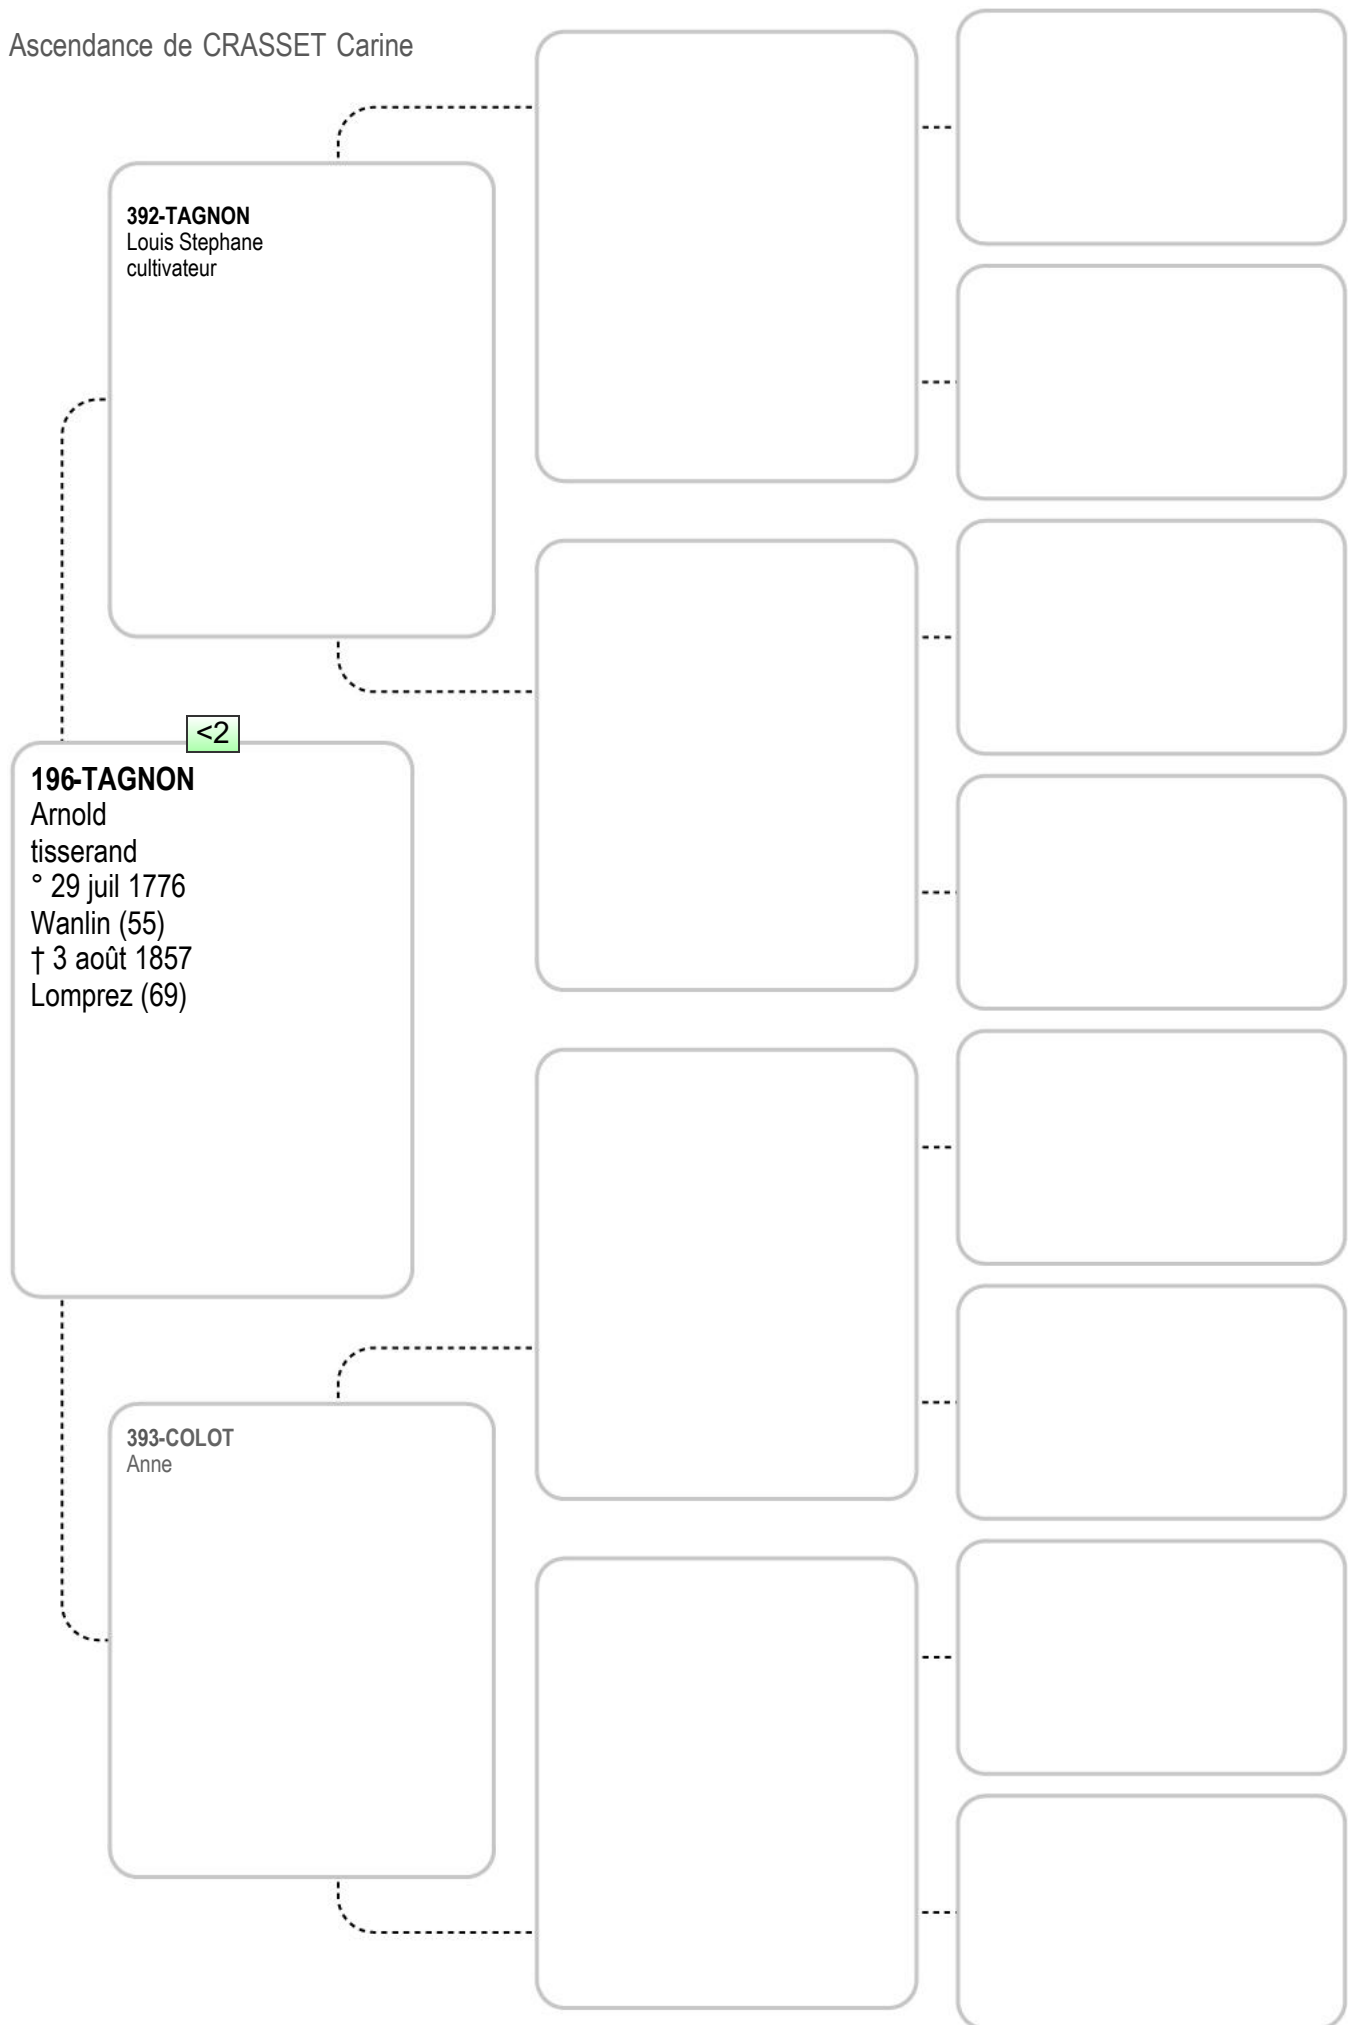 Ascendance de CRASSET Carine
392-TAGNON
Louis Stephane
cultivateur
<2
196-TAGNON
Arnold
tisserand
° 29 juil 1776
Wanlin (55)
† 3 août 1857
Lomprez (69)
393-COLOT
Anne